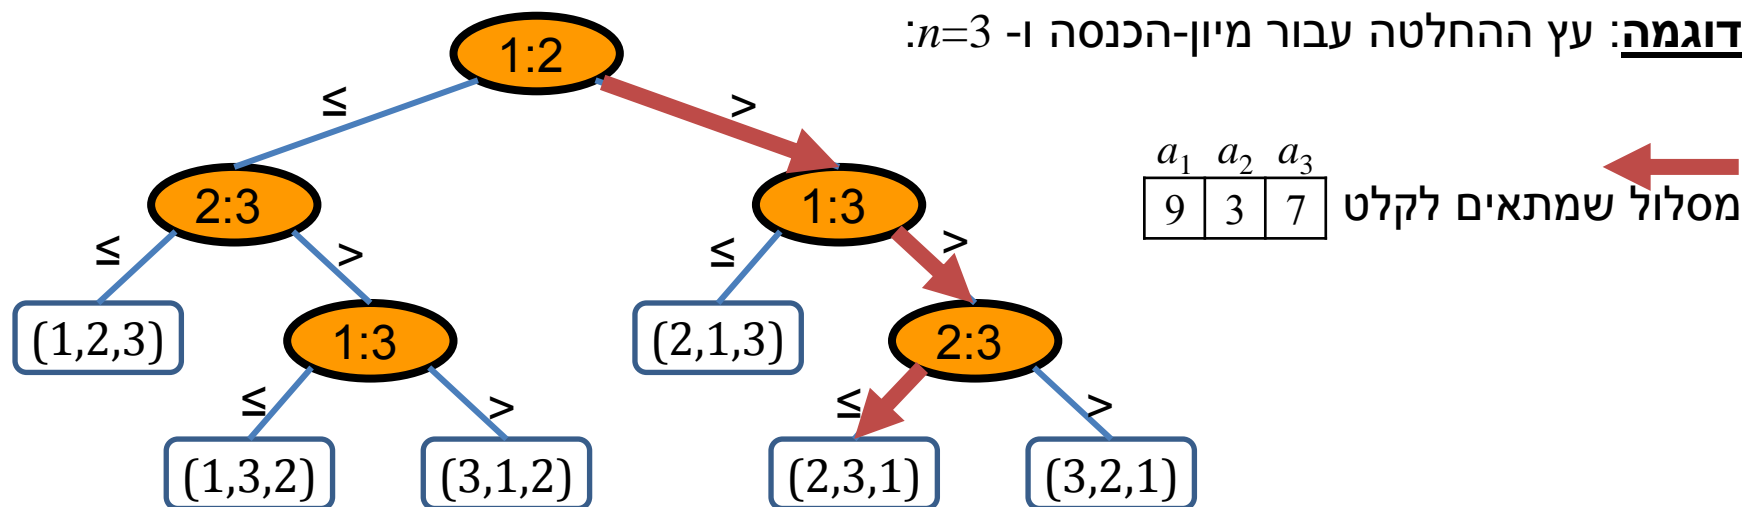 דוגמה: עץ ההחלטה עבור מיון-הכנסה ו- n=3:
1:2
≤ >
a1 a2 a3
מסלול שמתאים לקלט 9 3 7
2:3 1:3
≤ > ≤ >
(1,2,3) 1:3 (2,1,3) 2:3
≤ > ≤ >
(1,3,2) (3,1,2) (2,3,1) (3,2,1)